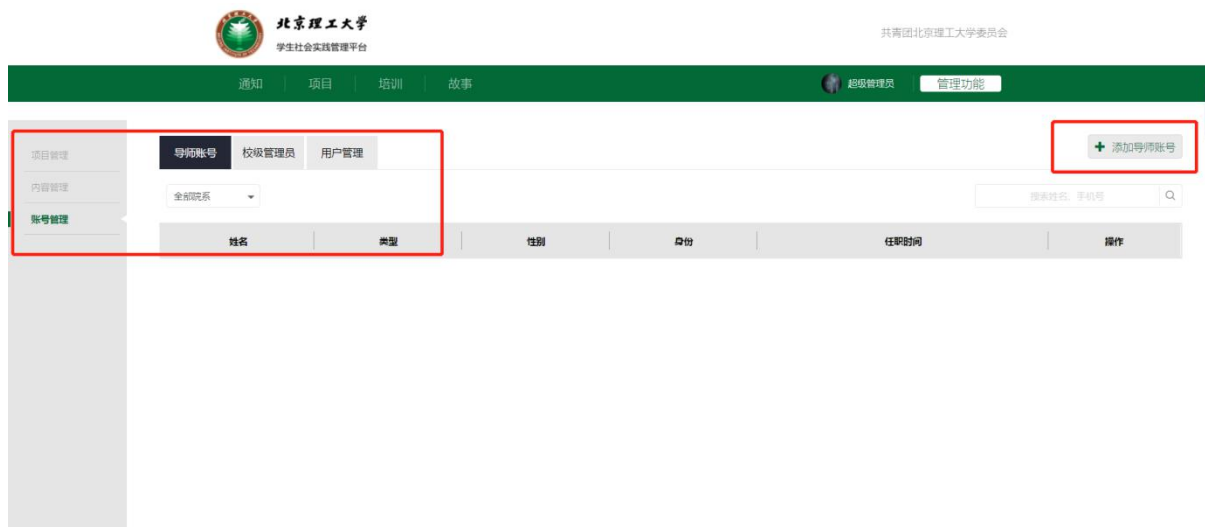 北京理工大学
学生社会实践管理平台
共青团北京理工大学委员会
通知 项目 培训 故事 超级管理员 管理功能
项目管理
内容管理
账号管理
导师账号 校级管理员 用户管理
添加导师账号
全部院系
搜索姓名、手机号
姓名 类型 性别 身份 任职时间 操作